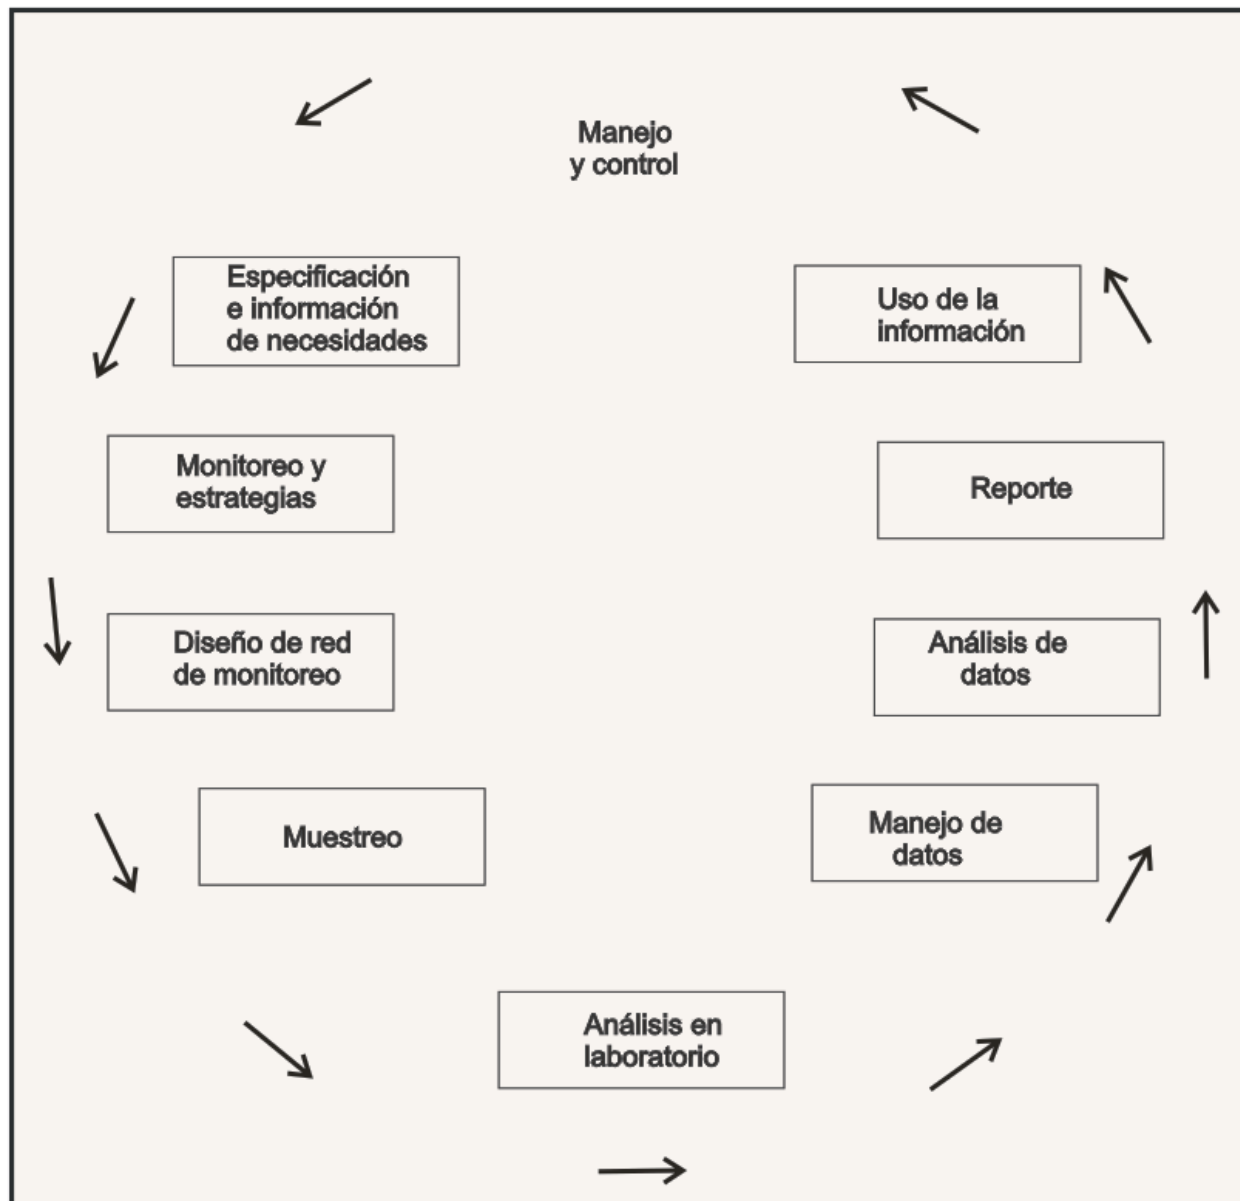 Manejo
y control
Especificación
e información
de necesidades
Monitoreo y
estrategias
Diseño de red
de monitoreo
Muestreo
Análisis en
laboratorio
Manejo de
datos
Análisis de
datos
Reporte
Uso de la
información